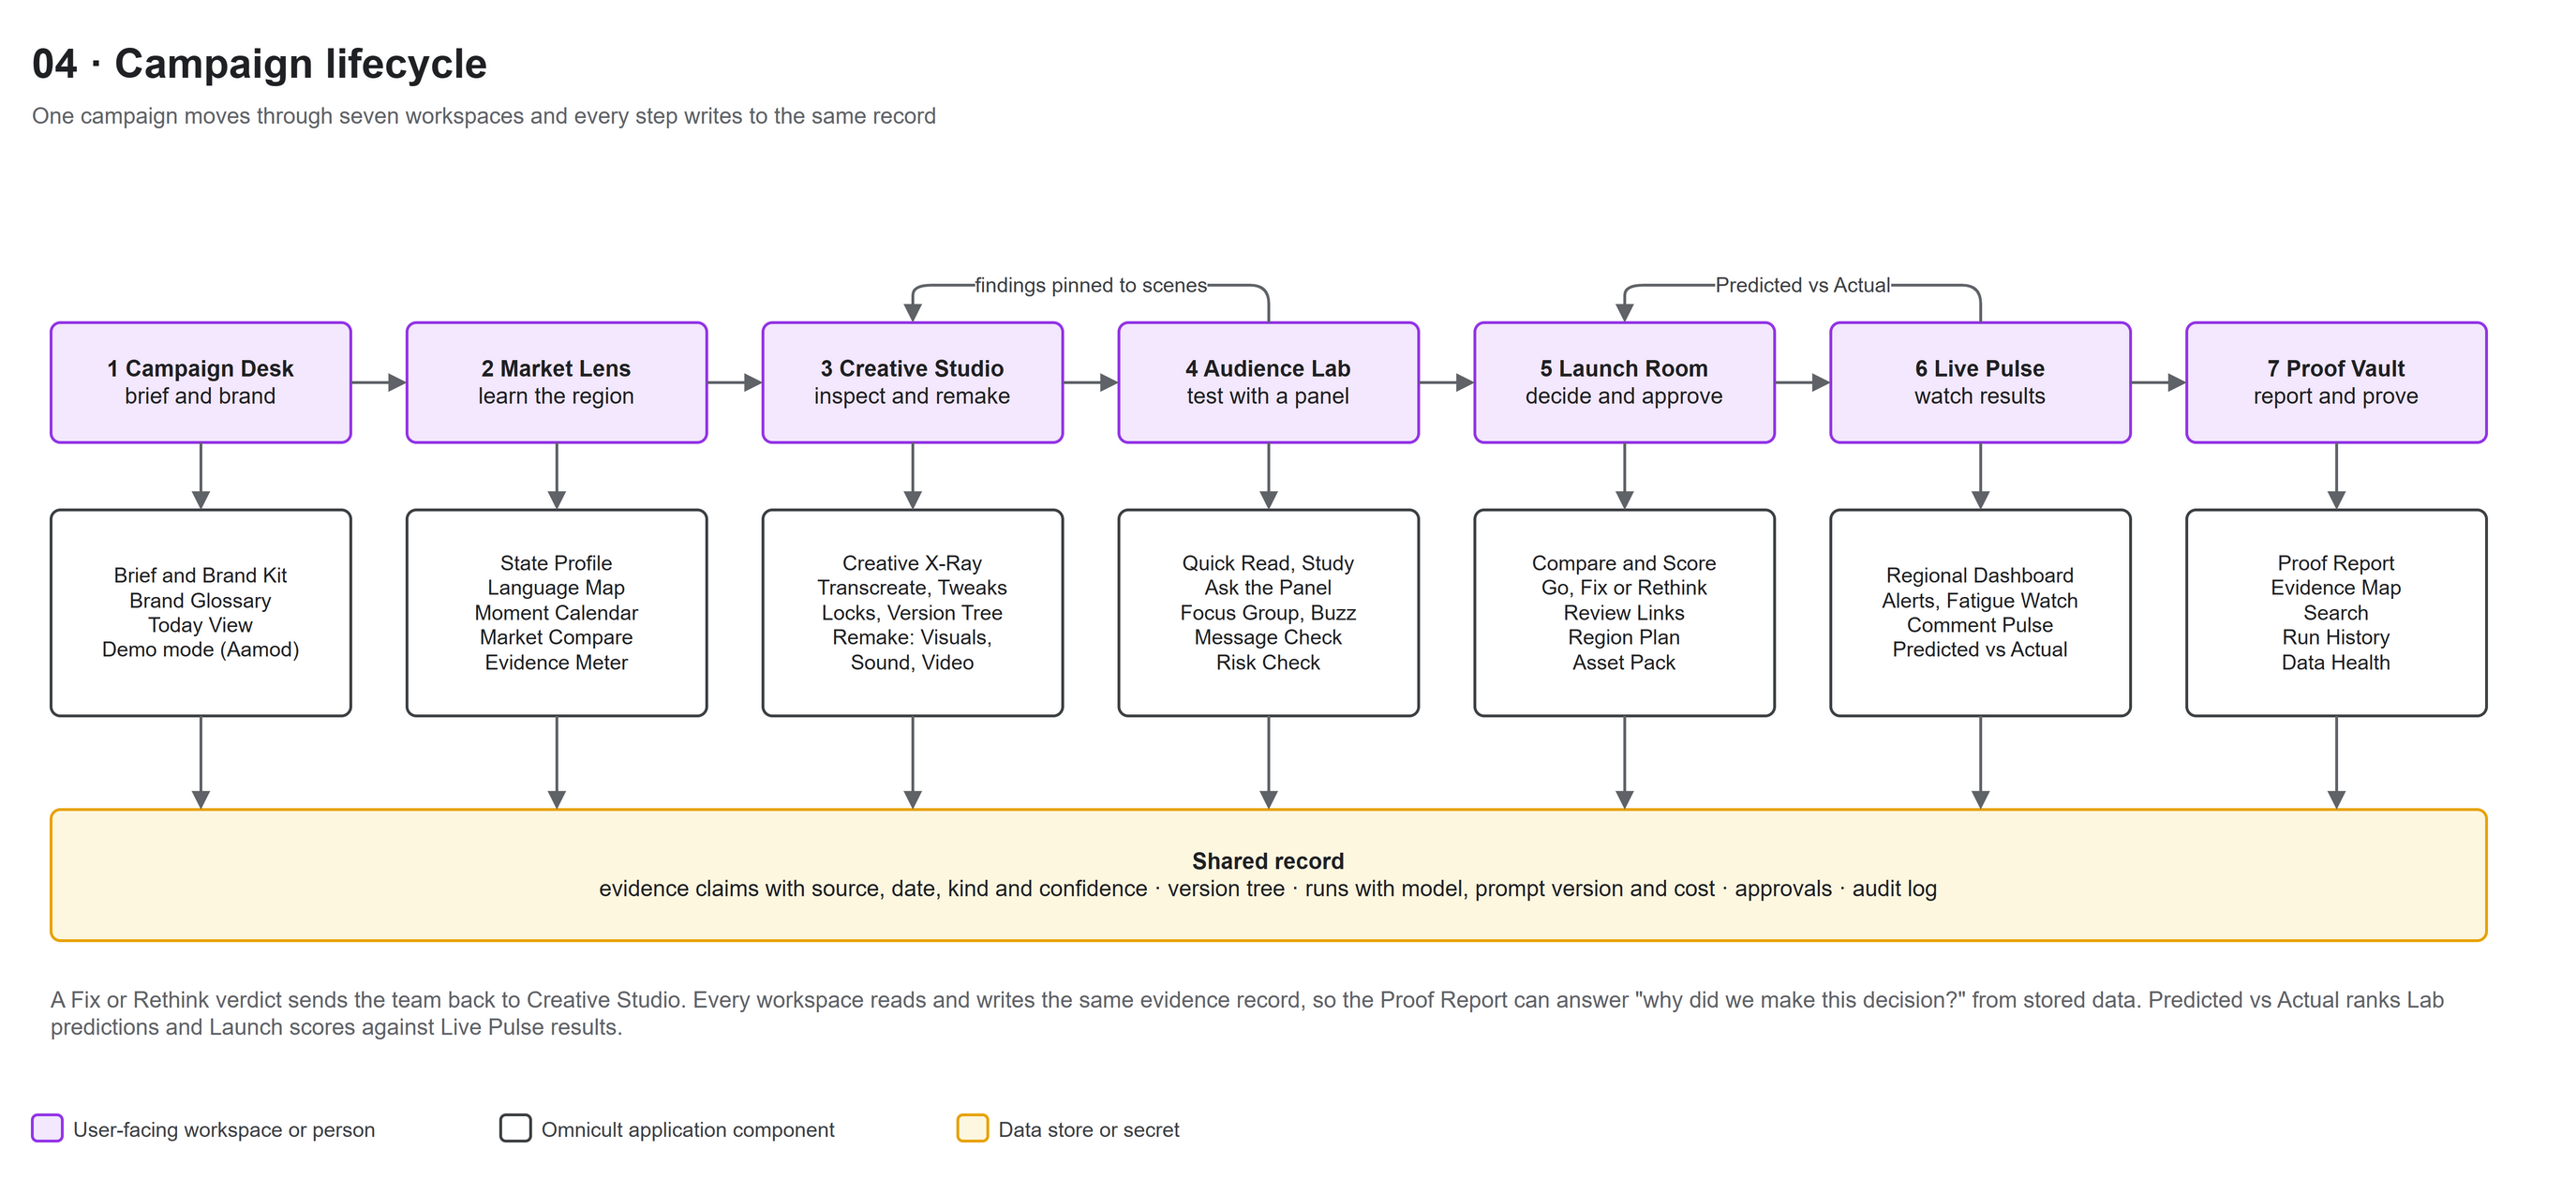 04 · Campaign lifecycle
One campaign moves through seven workspaces and every step writes to the same record
findings pinned to scenes
Predicted vs Actual
1 Campaign Desk
brief and brand
2 Market Lens
learn the region
3 Creative Studio
inspect and remake
4 Audience Lab
test with a panel
5 Launch Room
decide and approve
6 Live Pulse
watch results
7 Proof Vault
report and prove
Brief and Brand Kit
Brand Glossary
Today View
Demo mode (Aamod)
State Profile
Language Map
Moment Calendar
Market Compare
Evidence Meter
Creative X-Ray
Transcreate, Tweaks
Locks, Version Tree
Remake: Visuals,
Sound, Video
Quick Read, Study
Ask the Panel
Focus Group, Buzz
Message Check
Risk Check
Compare and Score
Go, Fix or Rethink
Review Links
Region Plan
Asset Pack
Regional Dashboard
Alerts, Fatigue Watch
Comment Pulse
Predicted vs Actual
Proof Report
Evidence Map
Search
Run History
Data Health
Shared record
evidence claims with source, date, kind and confidence · version tree · runs with model, prompt version and cost · approvals · audit log
A Fix or Rethink verdict sends the team back to Creative Studio. Every workspace reads and writes the same evidence record, so the Proof Report can answer "why did we make this decision?" from stored data. Predicted vs Actual ranks Lab
predictions and Launch scores against Live Pulse results.
User-facing workspace or person
Omnicult application component
Data store or secret